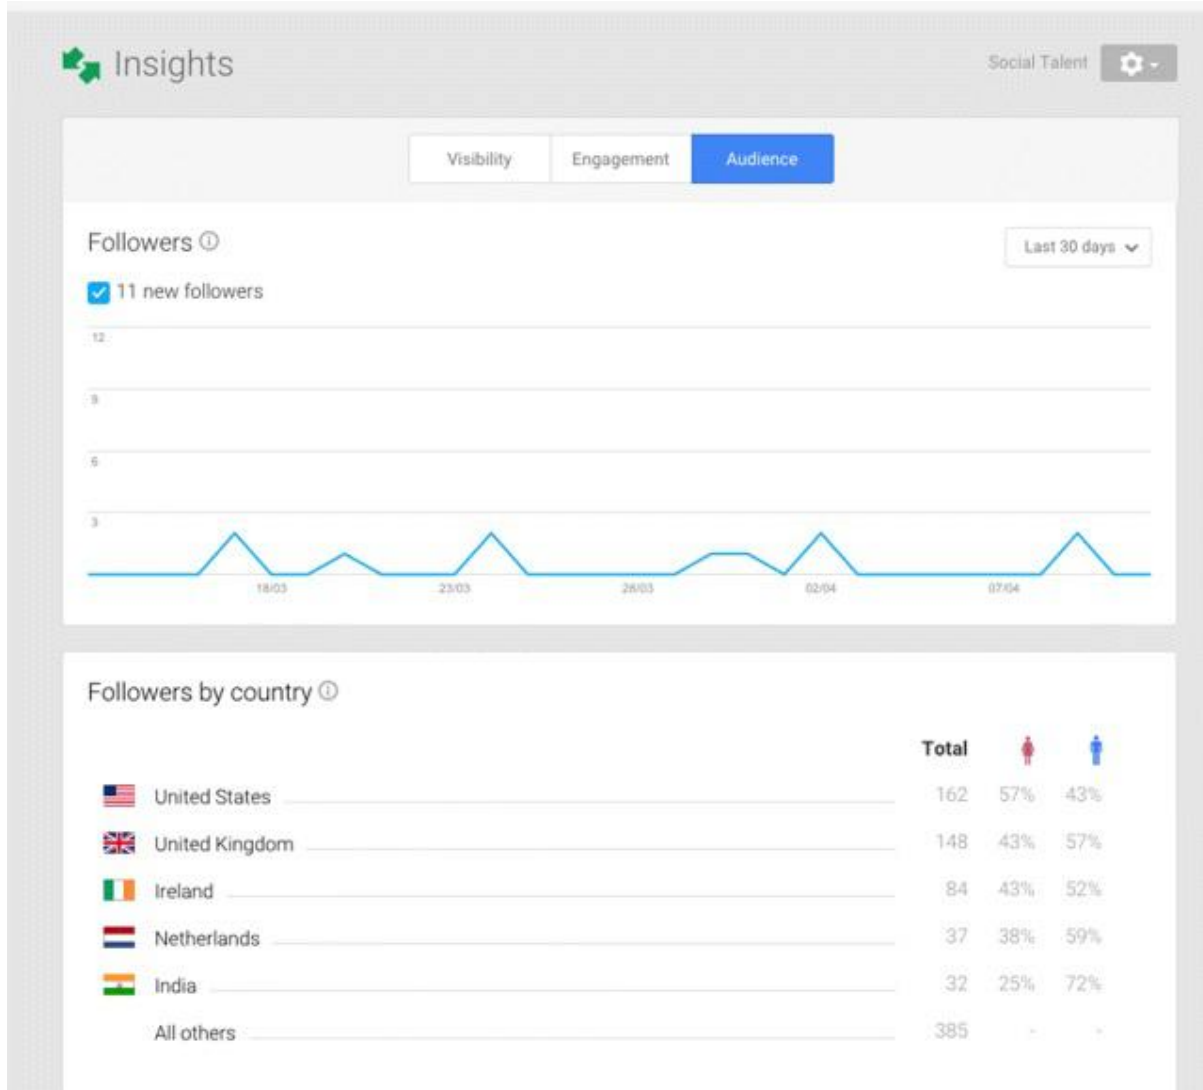 Insights
Social Talent
Visibility Engagement Audience
Followers
Last 30 days
11 new followers
12
9
6
3
18/03 23/03 28/03 02/04 07/04
Followers by country
Total
United States 162 57% 43%
United Kingdom 148 43% 57%
Ireland 84 43% 52%
Netherlands 37 38% 59%
India 32 25% 72%
All others 385 - -